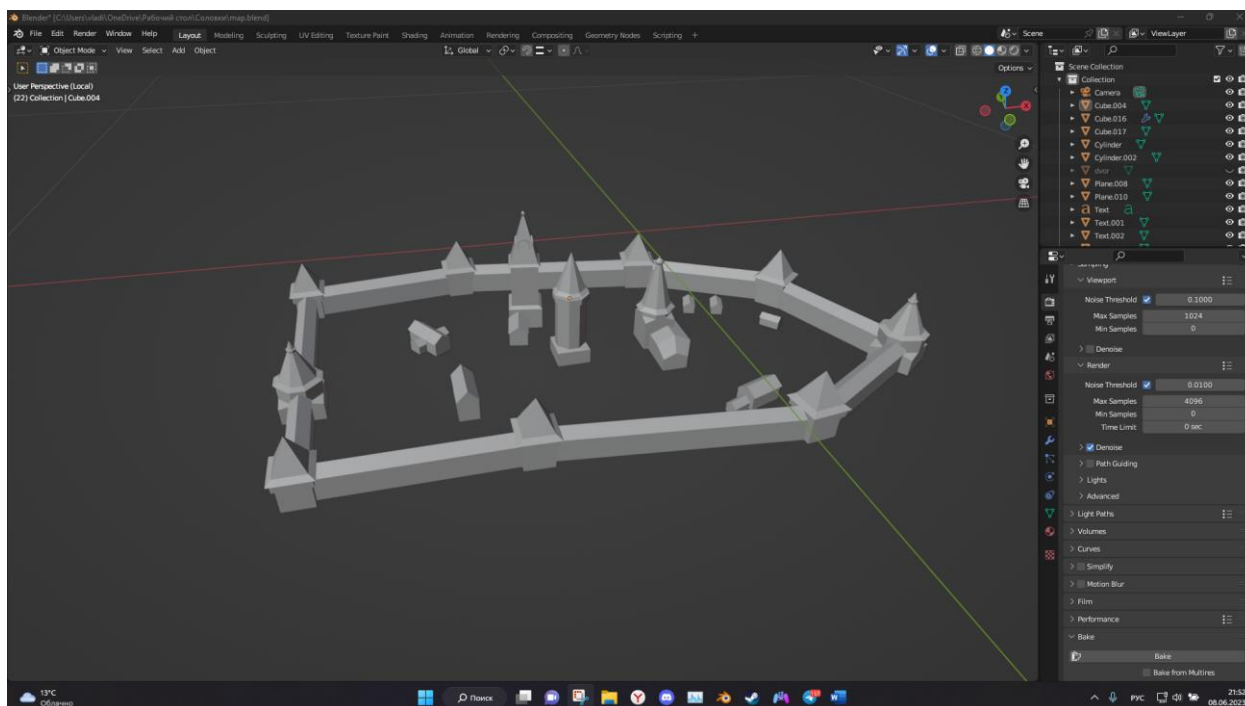 Blender* [C:\Users\vladi\OneDrive\Рабочий стол\Соловки\map.blend]
File Edit Render Window Help Layout Modeling Sculpting UV Editing Texture Paint Shading Animation Rendering Compositing Geometry Nodes Scripting + Scene ViewLayer
Object Mode View Select Add Object Global
Options
User Perspective (Local)
(22) Collection | Cube.004
Z
X
Scene Collection
Collection
Camera
Cube.004
Cube.016
Cube.017
Cylinder
Cylinder.002
dvor
Plane.008
Plane.010
Text
Text.001
Text.002
Sampling
Viewport
Noise Threshold 0.1000
Max Samples 1024
Min Samples 0
Denoise
Render
Noise Threshold 0.0100
Max Samples 4096
Min Samples 0
Time Limit 0 sec
Denoise
Path Guiding
Lights
Advanced
Light Paths
Volumes
Curves
Simplify
Motion Blur
Film
Performance
Bake
Bake
Bake from Multires
13°C
Облачно
Поиск
РУС
21:52
08.06.2023